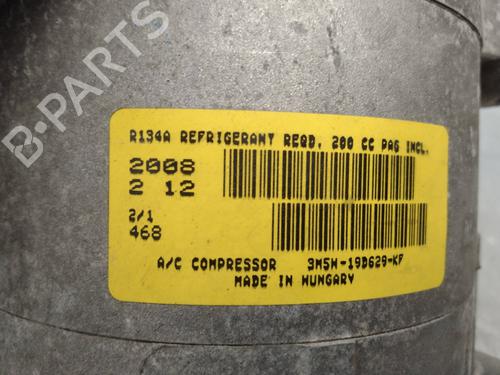 R134A REFRIGERANT REQD. 200 CC PAG INCL.
2008
2 12
2/1
468
A/C COMPRESSOR 3M5H-19D629-KF
MADE IN HUNGARY
B-PARTS